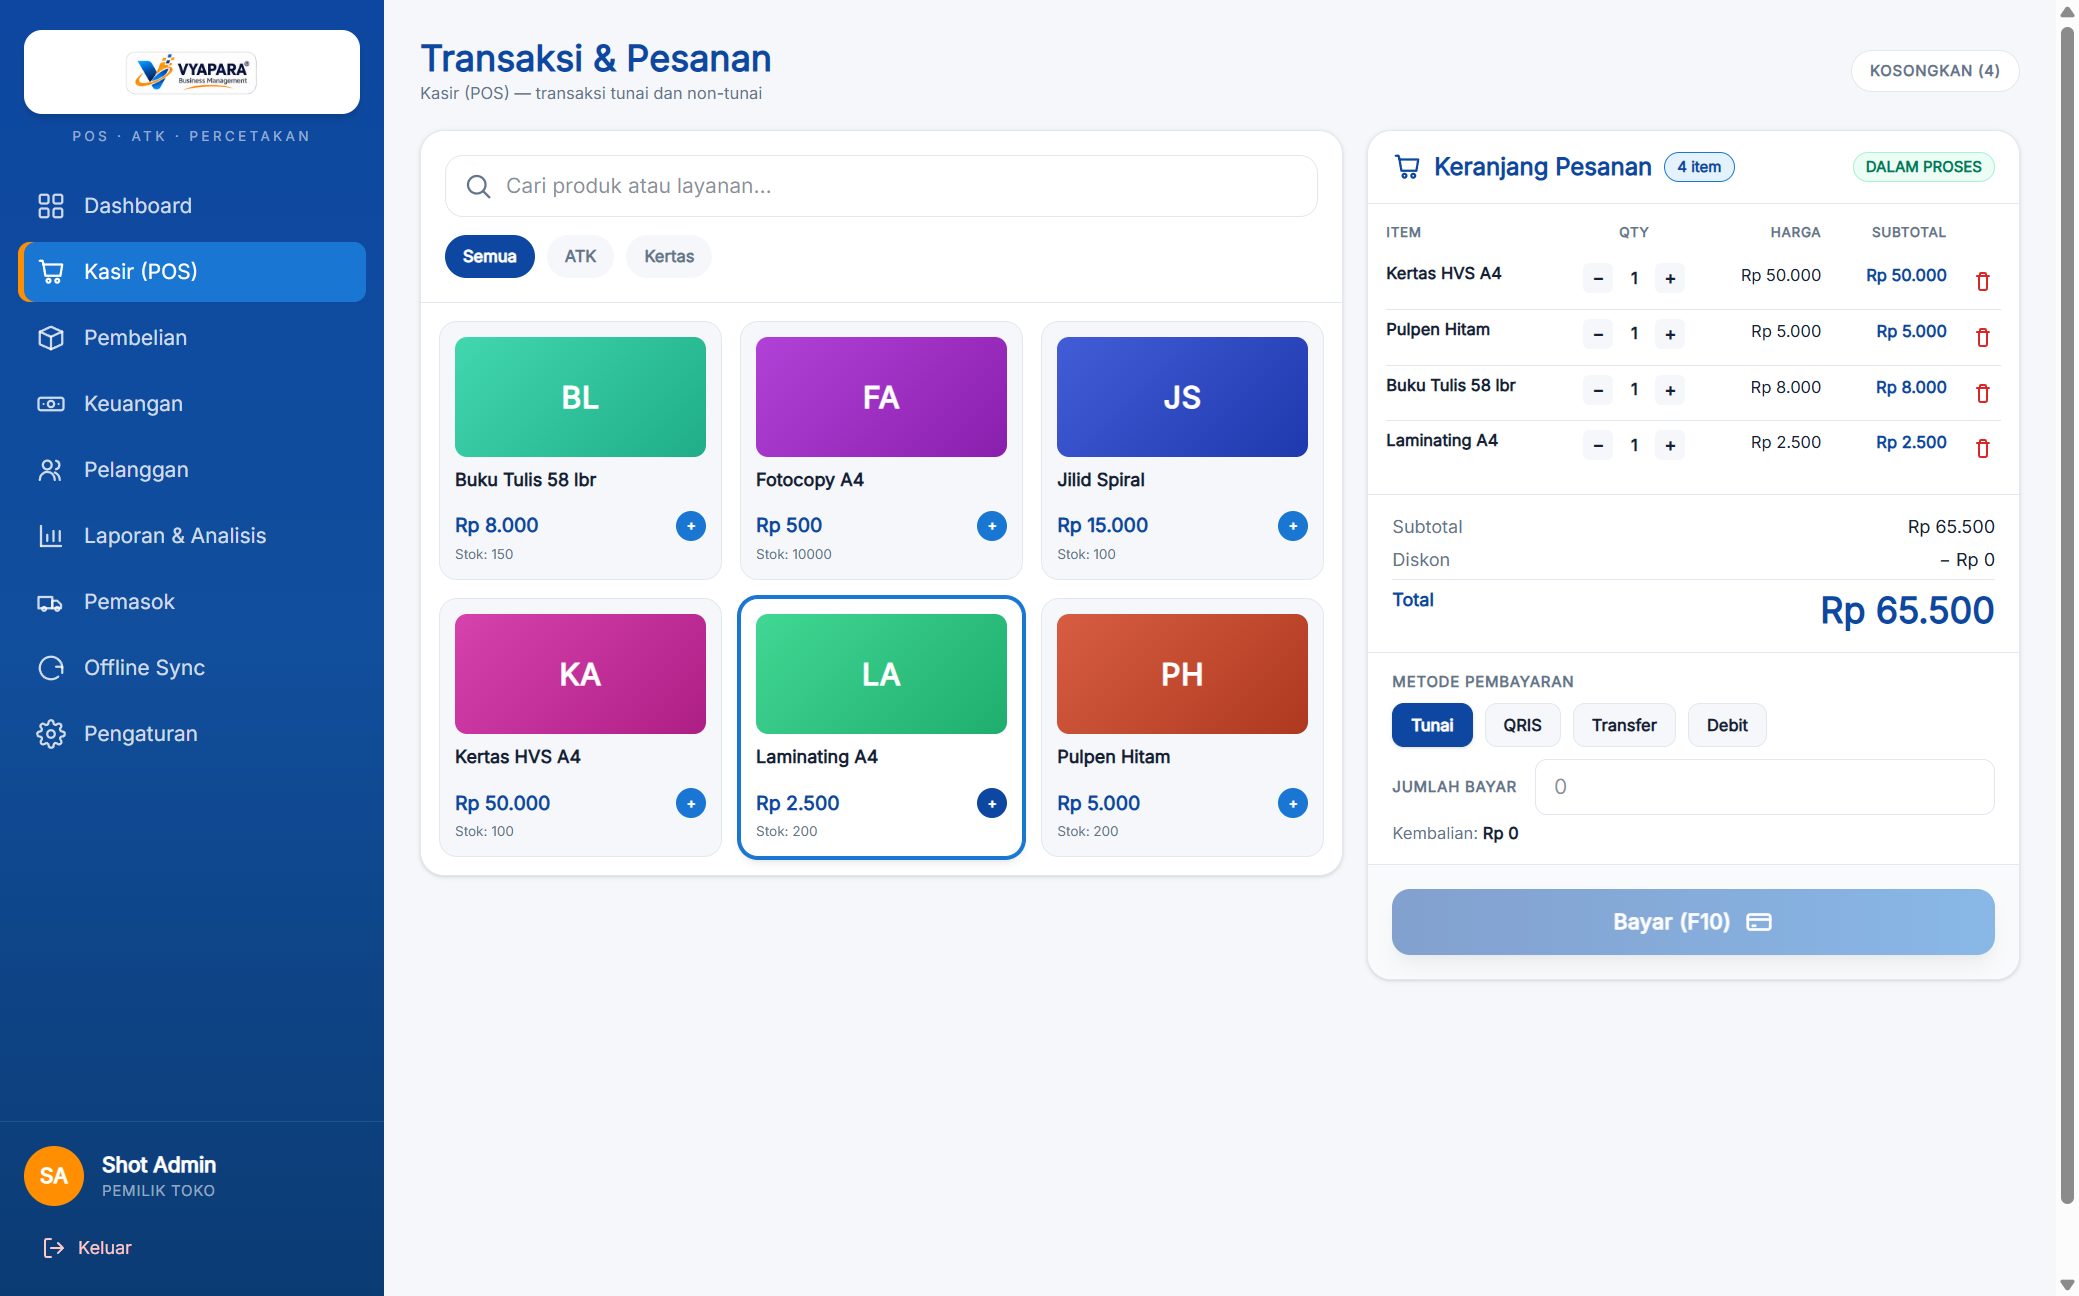 VYAPARA®
Business Management
POS · ATK · PERCETAKAN
Dashboard
Kasir (POS)
Pembelian
Keuangan
Pelanggan
Laporan & Analisis
Pemasok
Offline Sync
Pengaturan
SA
Shot Admin
PEMILIK TOKO
Keluar
Transaksi & Pesanan
Kasir (POS) — transaksi tunai dan non-tunai
KOSONGKAN (4)
Cari produk atau layanan...
Semua ATK Kertas
BL
Buku Tulis 58 lbr
Rp 8.000 +
Stok: 150
FA
Fotocopy A4
Rp 500 +
Stok: 10000
JS
Jilid Spiral
Rp 15.000 +
Stok: 100
KA
Kertas HVS A4
Rp 50.000 +
Stok: 100
LA
Laminating A4
Rp 2.500 +
Stok: 200
PH
Pulpen Hitam
Rp 5.000 +
Stok: 200
Keranjang Pesanan 4 item DALAM PROSES
ITEM QTY HARGA SUBTOTAL
Kertas HVS A4 − 1 + Rp 50.000 Rp 50.000
Pulpen Hitam − 1 + Rp 5.000 Rp 5.000
Buku Tulis 58 lbr − 1 + Rp 8.000 Rp 8.000
Laminating A4 − 1 + Rp 2.500 Rp 2.500
Subtotal Rp 65.500
Diskon − Rp 0
Total Rp 65.500
METODE PEMBAYARAN
Tunai QRIS Transfer Debit
JUMLAH BAYAR 0
Kembalian: Rp 0
Bayar (F10)